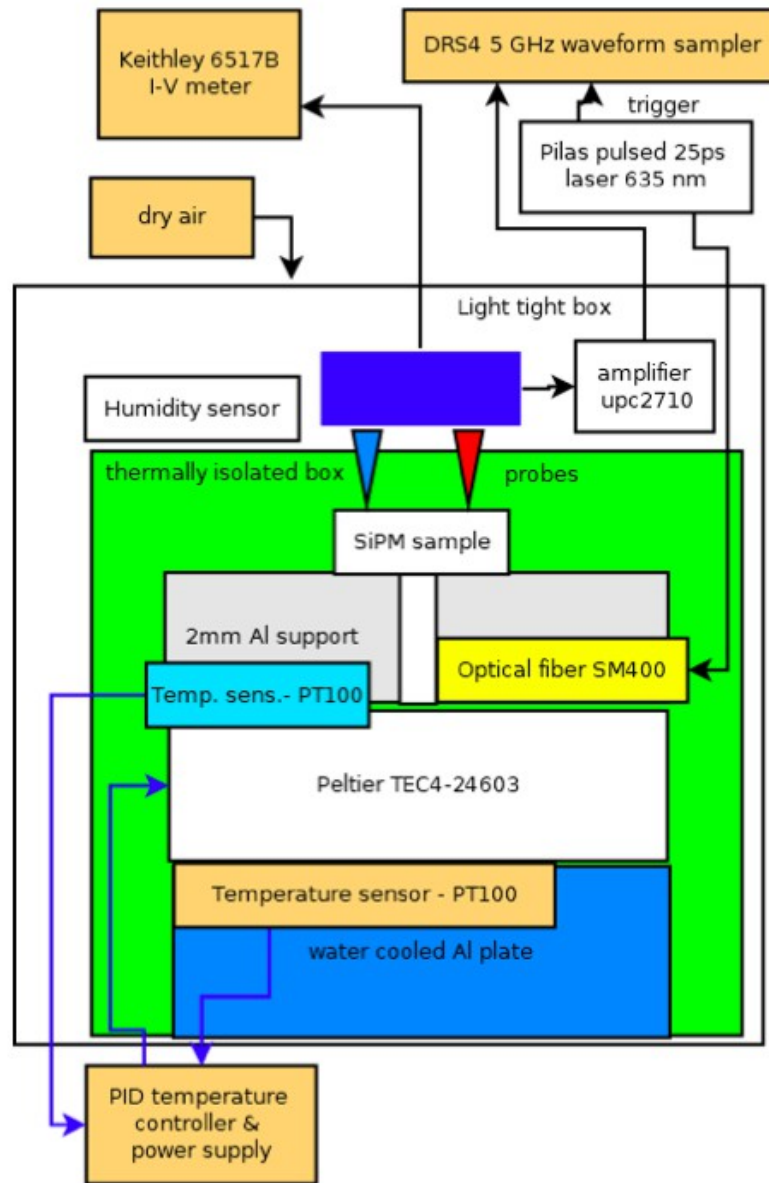 Keithley 6517B
I-V meter
DRS4 5 GHz waveform sampler
trigger
Pilas pulsed 25ps
laser 635 nm
dry air
Light tight box
Humidity sensor
amplifier
upc2710
thermally isolated box
probes
SiPM sample
2mm Al support
Optical fiber SM400
Temp. sens.- PT100
Peltier TEC4-24603
Temperature sensor - PT100
water cooled Al plate
PID temperature
controller &
power supply